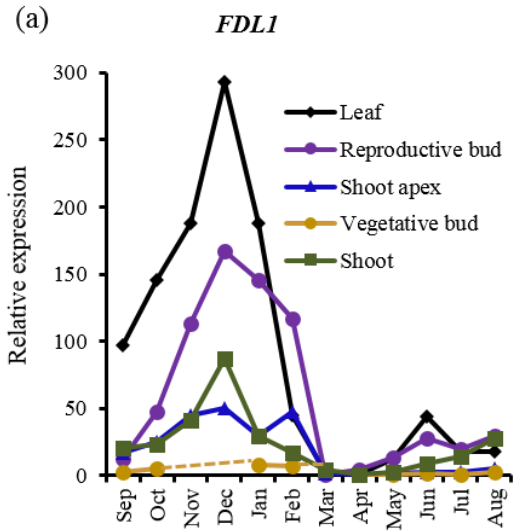 (a)
FDL1
300
250
200
150
100
50
0
Relative expression
Leaf
Reproductive bud
Shoot apex
Vegetative bud
Shoot
Sep
Oct
Nov
Dec
Jan
Feb
Mar
Apr
May
Jun
Jul
Aug